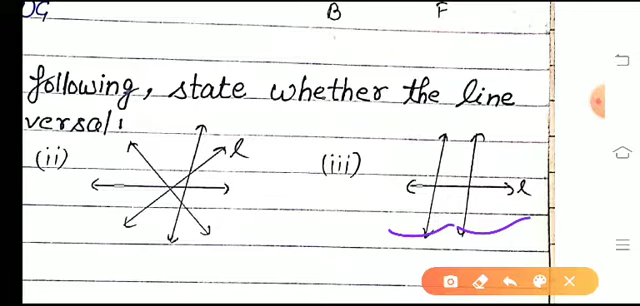 B F
following, state whether the line
versal.
(ii) l (iii) l